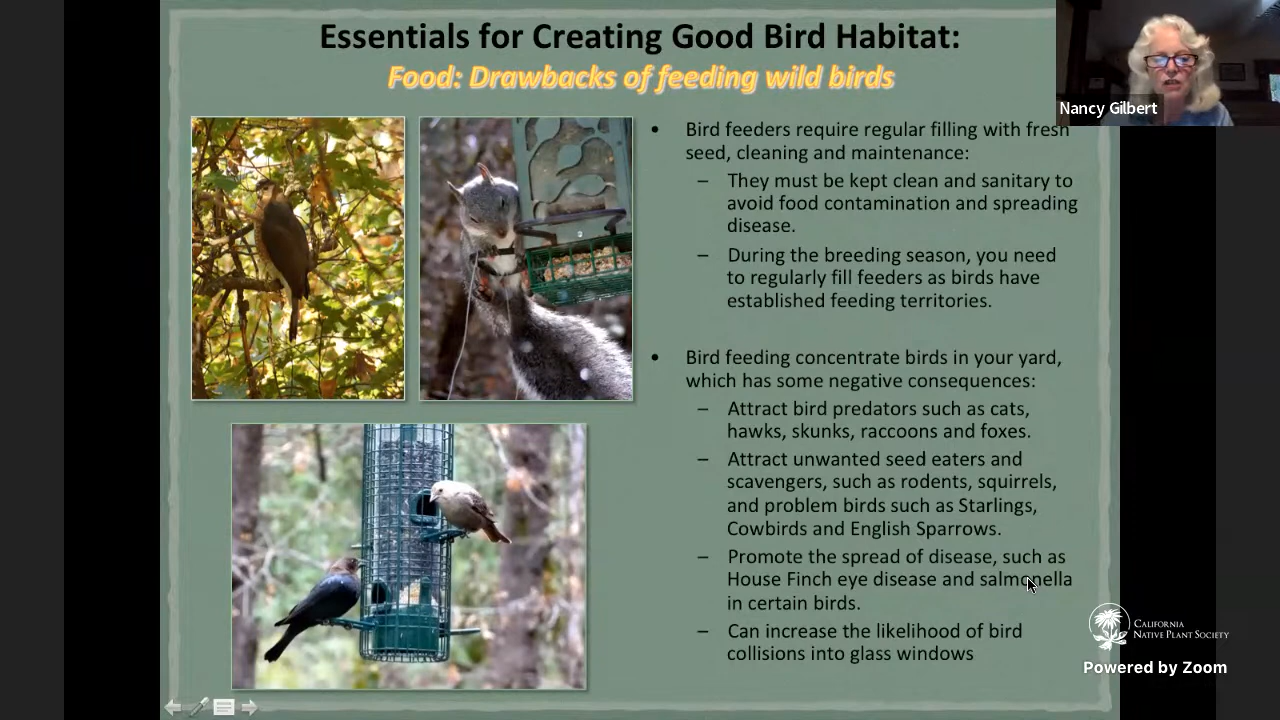 Essentials for Creating Good Bird Habitat:
Food: Drawbacks of feeding wild birds
Nancy Gilbert
• Bird feeders require regular filling with fresh
seed, cleaning and maintenance:
– They must be kept clean and sanitary to
avoid food contamination and spreading
disease.
– During the breeding season, you need
to regularly fill feeders as birds have
established feeding territories.
• Bird feeding concentrate birds in your yard,
which has some negative consequences:
– Attract bird predators such as cats,
hawks, skunks, raccoons and foxes.
– Attract unwanted seed eaters and
scavengers, such as rodents, squirrels,
and problem birds such as Starlings,
Cowbirds and English Sparrows.
– Promote the spread of disease, such as
House Finch eye disease and salmonella
in certain birds.
– Can increase the likelihood of bird
collisions into glass windows
CALIFORNIA
NATIVE PLANT SOCIETY
Powered by Zoom